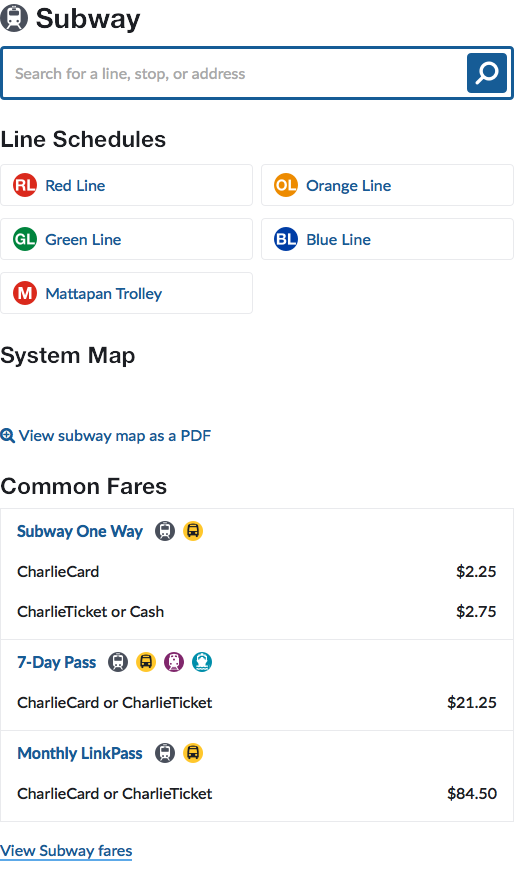 Subway
Search for a line, stop, or address
Line Schedules
RL Red Line
OL Orange Line
GL Green Line
BL Blue Line
M Mattapan Trolley
System Map
View subway map as a PDF
Common Fares
Subway One Way
CharlieCard $2.25
CharlieTicket or Cash $2.75
7-Day Pass
CharlieCard or CharlieTicket $21.25
Monthly LinkPass
CharlieCard or CharlieTicket $84.50
View Subway fares